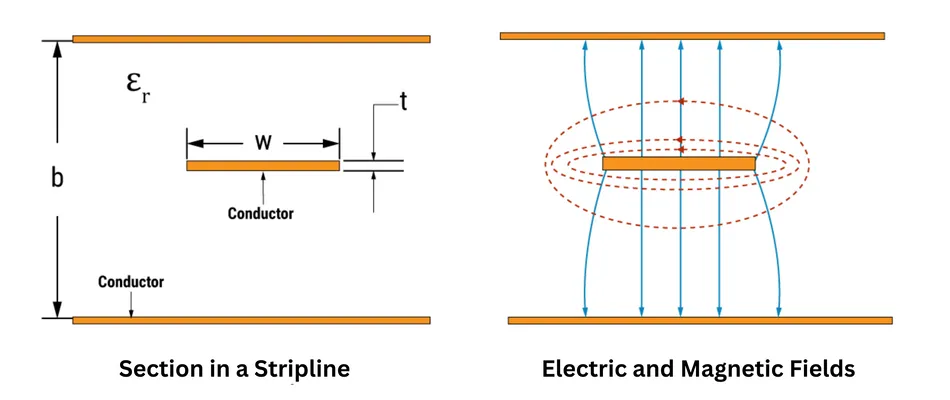 εr
t
W
b
Conductor
Conductor
Section in a Stripline
Electric and Magnetic Fields